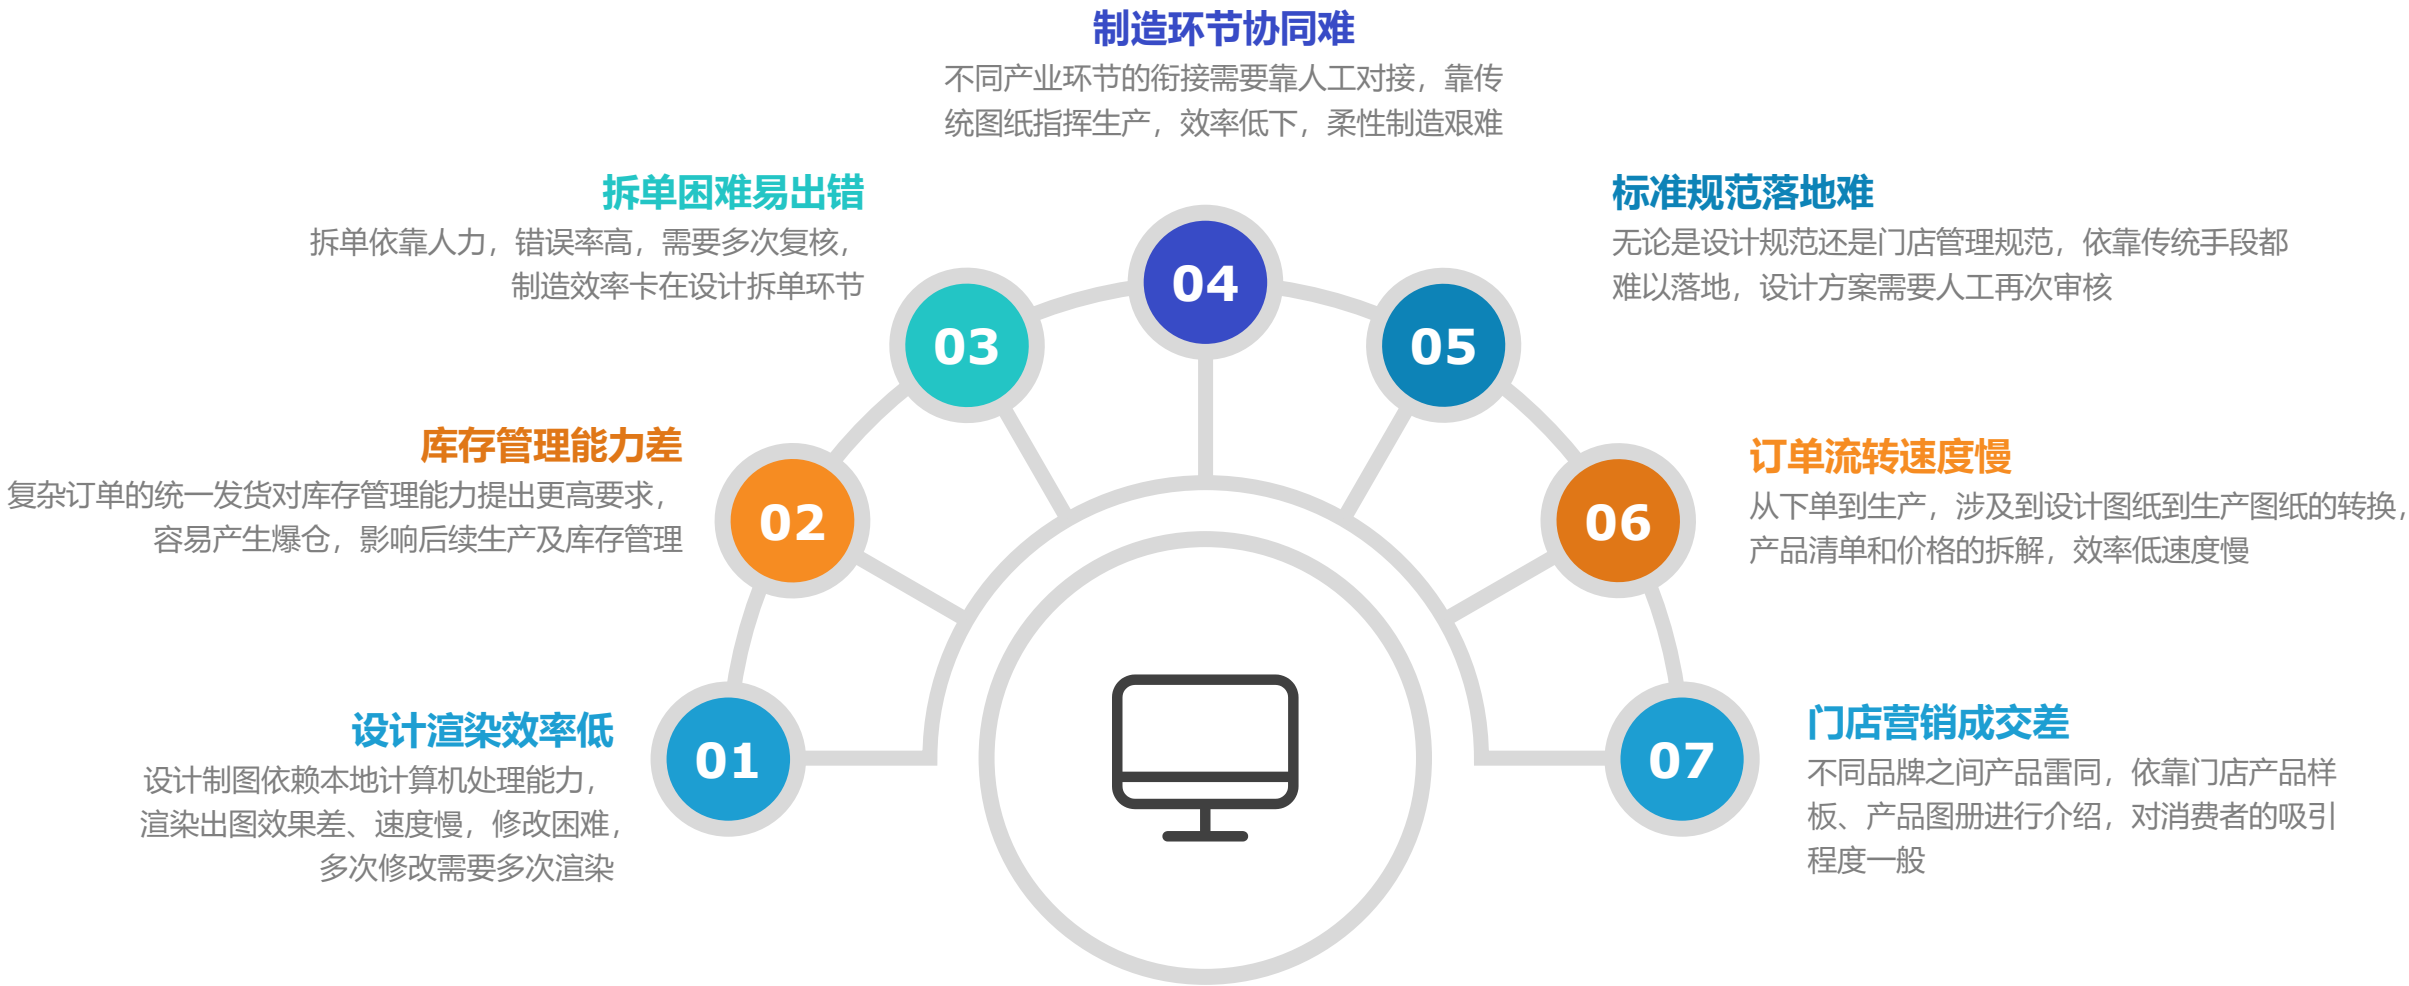 01
设计渲染效率低
设计制图依赖本地计算机处理能力，
渲染出图效果差、速度慢，修改困难，
多次修改需要多次渲染
02
库存管理能力差
复杂订单的统一发货对库存管理能力提出更高要求，
容易产生爆仓，影响后续生产及库存管理
03
拆单困难易出错
拆单依靠人力，错误率高，需要多次复核，
制造效率卡在设计拆单环节
04
制造环节协同难
不同产业环节的衔接需要靠人工对接，靠传
统图纸指挥生产，效率低下，柔性制造艰难
05
标准规范落地难
无论是设计规范还是门店管理规范，依靠传统手段都
难以落地，设计方案需要人工再次审核
06
订单流转速度慢
从下单到生产，涉及到设计图纸到生产图纸的转换，
产品清单和价格的拆解，效率低速度慢
07
门店营销成交差
不同品牌之间产品雷同，依靠门店产品样
板、产品图册进行介绍，对消费者的吸引
程度一般